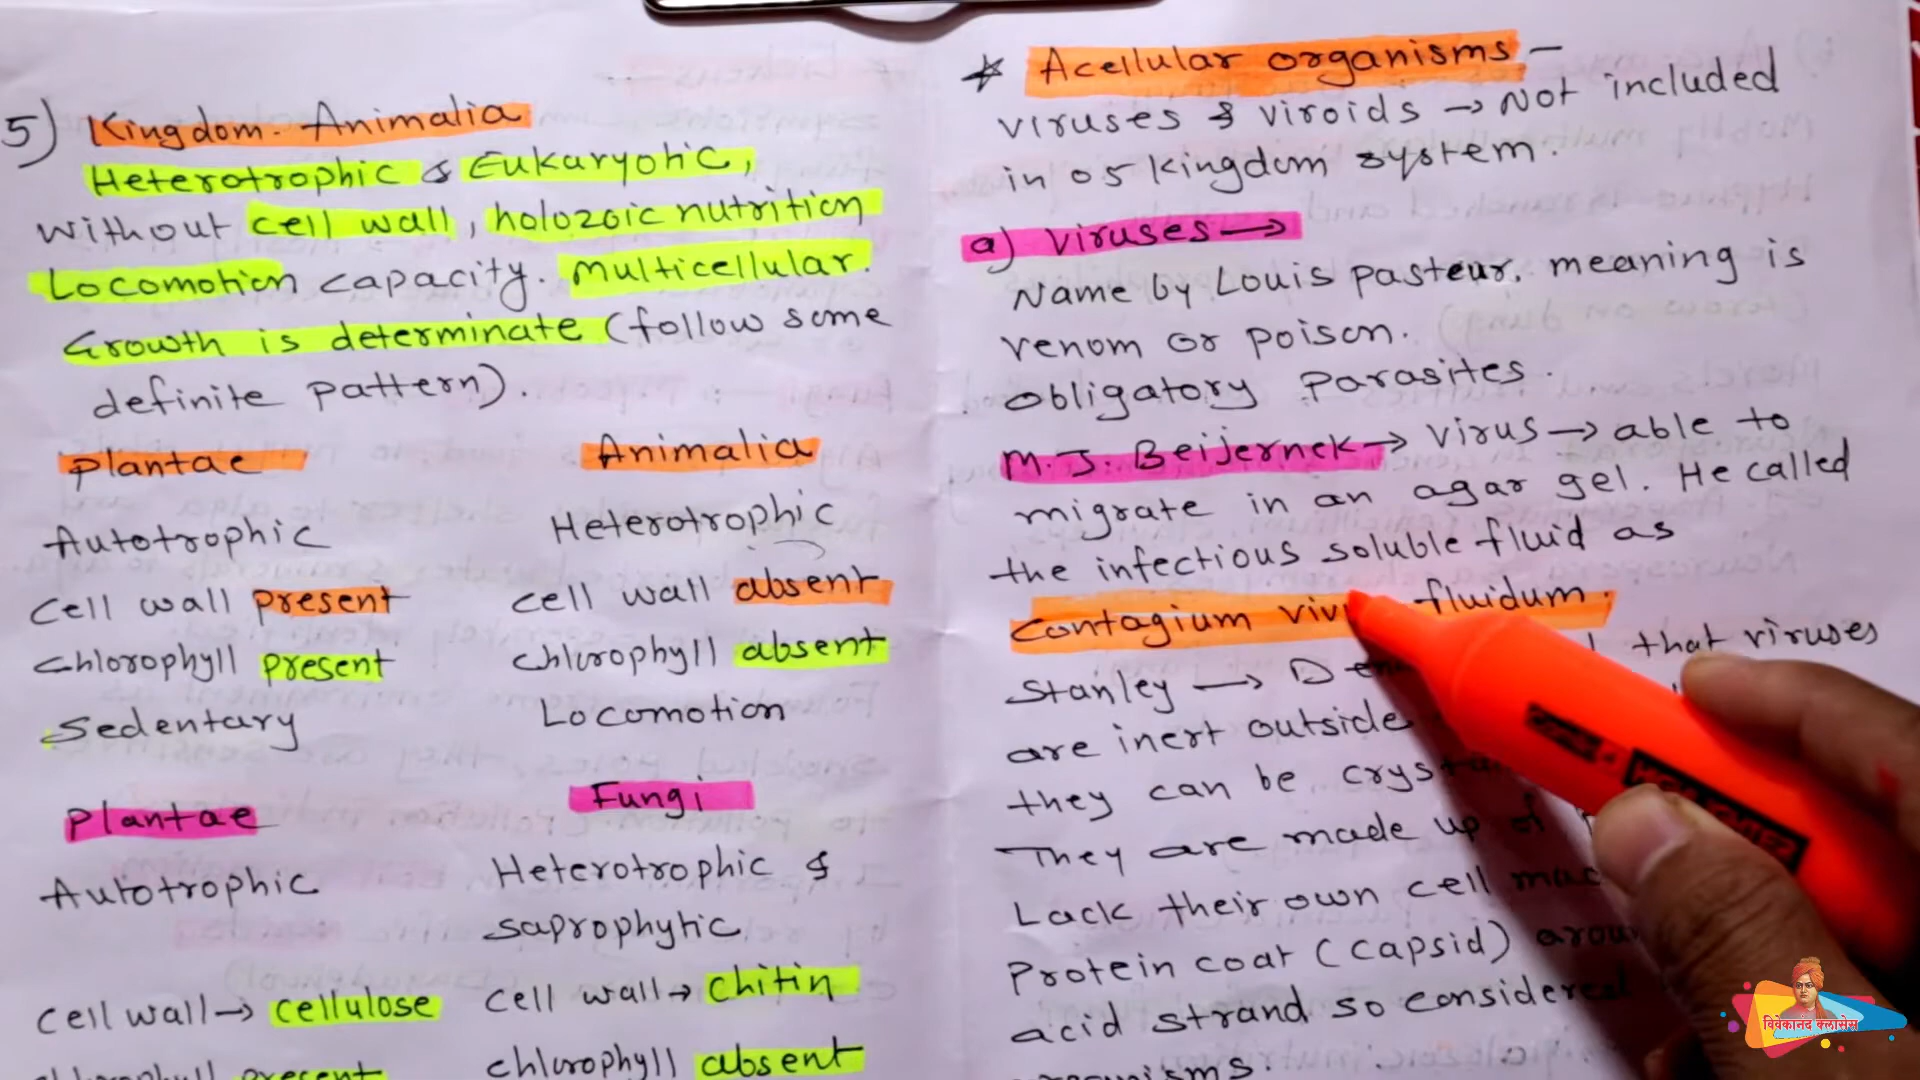 5) Kingdom - Animalia
Heterotrophic & Eukaryotic,
without cell wall, holozoic nutrition
Locomotion capacity. multicellular.
Growth is determinate (follow some
definite pattern).
Plantae Animalia
Autotrophic Heterotrophic
Cell wall present cell wall absent
Chlorophyll present chlorophyll absent
Sedentary Locomotion
Plantae Fungi
Autotrophic Heterotrophic &
saprophytic
Cell wall → cellulose cell wall → chitin
chlorophyll present chlorophyll absent
* Acellular organisms -
viruses & viroids → Not included
in 05 kingdom system.
a) viruses →
Name by Louis pasteur. meaning is
venom or poison.
obligatory parasites.
M.J. Beijernek → virus → able to
migrate in an agar gel. He called
the infectious soluble fluid as
Contagium fluidum.
Stanley → that viruses
are inert outside
they can be
They are made up of
Lack their own cell
Protein coat (capsid)
acid strand so considered
organisms.
विवेकानंद क्लासेस